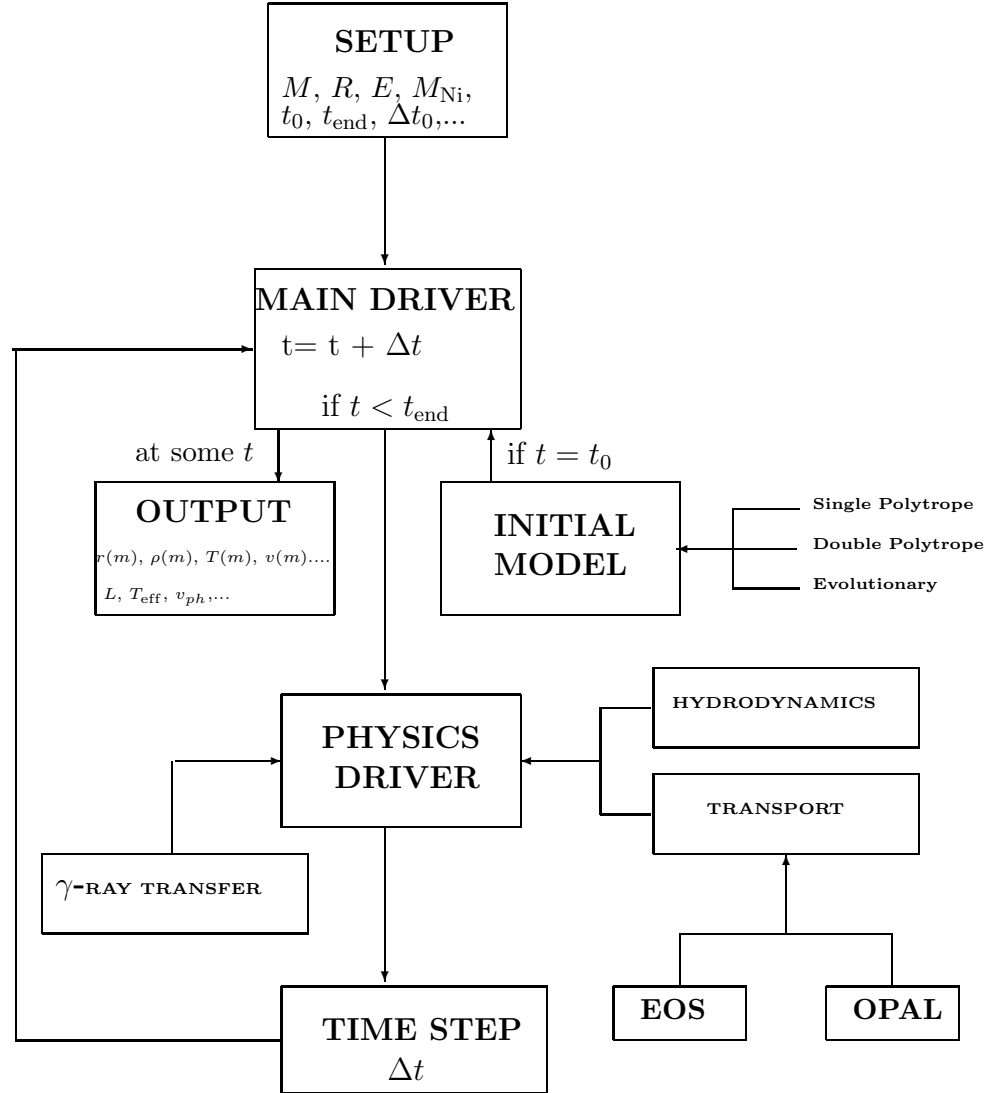 SETUP
M, R, E, M_Ni,
t_0, t_end, Δt_0,...
MAIN DRIVER
t= t + Δt
if t < t_end
at some t
if t = t_0
OUTPUT
r(m), ρ(m), T(m), v(m)....
L, T_eff, v_ph,...
INITIAL
MODEL
Single Polytrope
Double Polytrope
Evolutionary
PHYSICS
DRIVER
HYDRODYNAMICS
TRANSPORT
γ-RAY TRANSFER
EOS
OPAL
TIME STEP
Δt